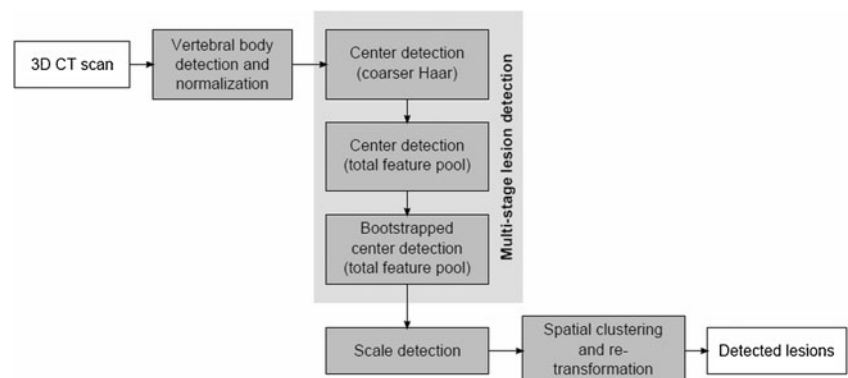 3D CT scan
Vertebral body
detection and
normalization
Center detection
(coarser Haar)
Center detection
(total feature pool)
Bootstrapped
center detection
(total feature pool)
Multi-stage lesion detection
Scale detection
Spatial clustering
and re-
transformation
Detected lesions